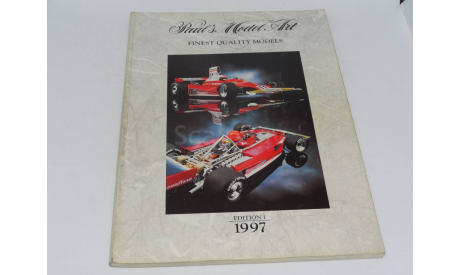 Paul's Model Art
FINEST QUALITY MODELS
EDITION 1
1997